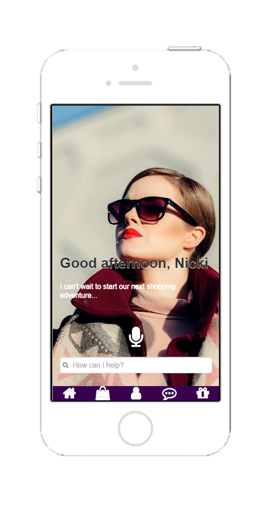 Good afternoon, Nicki
I can't wait to start our next shopping
adventure...
How can I help?